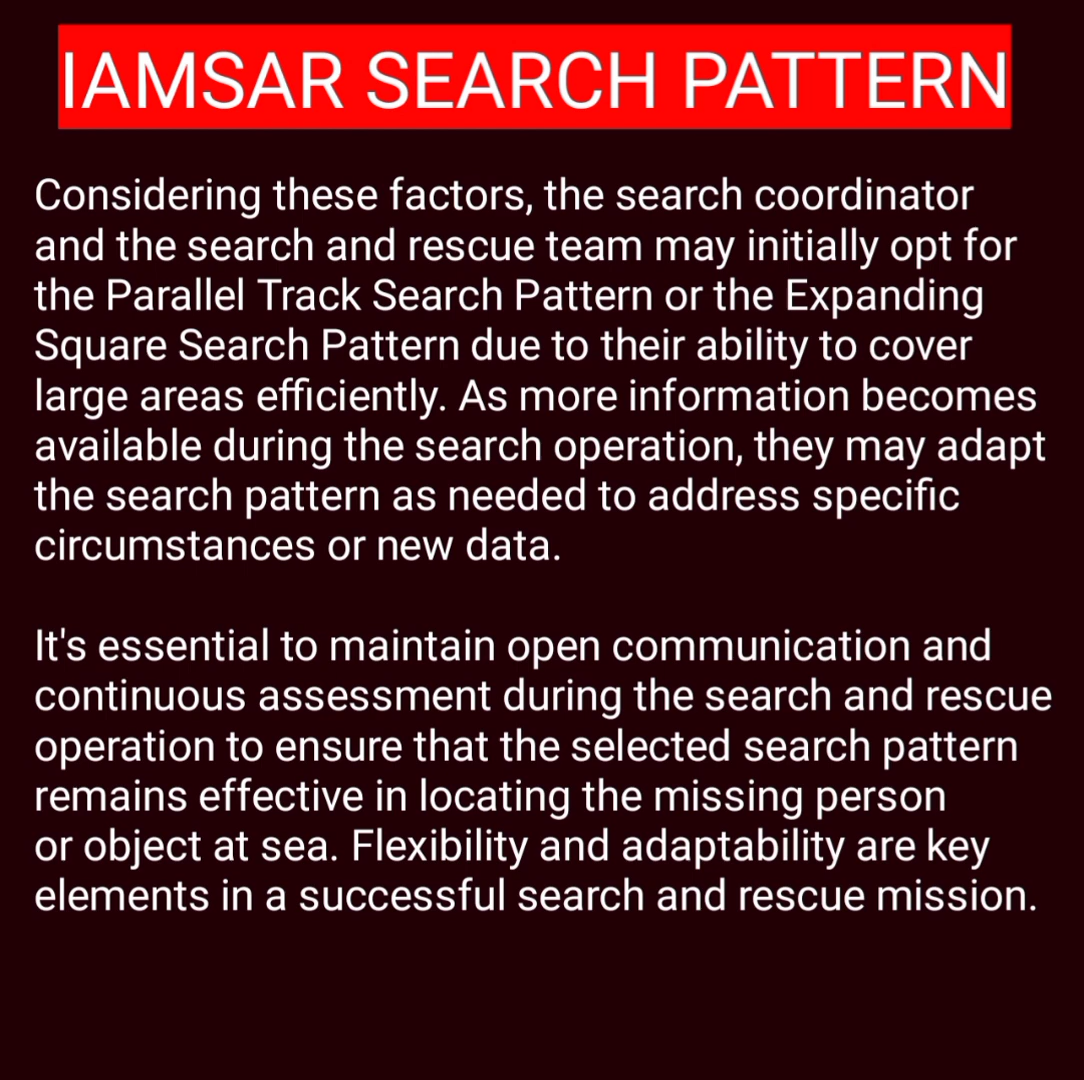 IAMSAR SEARCH PATTERN
Considering these factors, the search coordinator
and the search and rescue team may initially opt for
the Parallel Track Search Pattern or the Expanding
Square Search Pattern due to their ability to cover
large areas efficiently. As more information becomes
available during the search operation, they may adapt
the search pattern as needed to address specific
circumstances or new data.
It's essential to maintain open communication and
continuous assessment during the search and rescue
operation to ensure that the selected search pattern
remains effective in locating the missing person
or object at sea. Flexibility and adaptability are key
elements in a successful search and rescue mission.